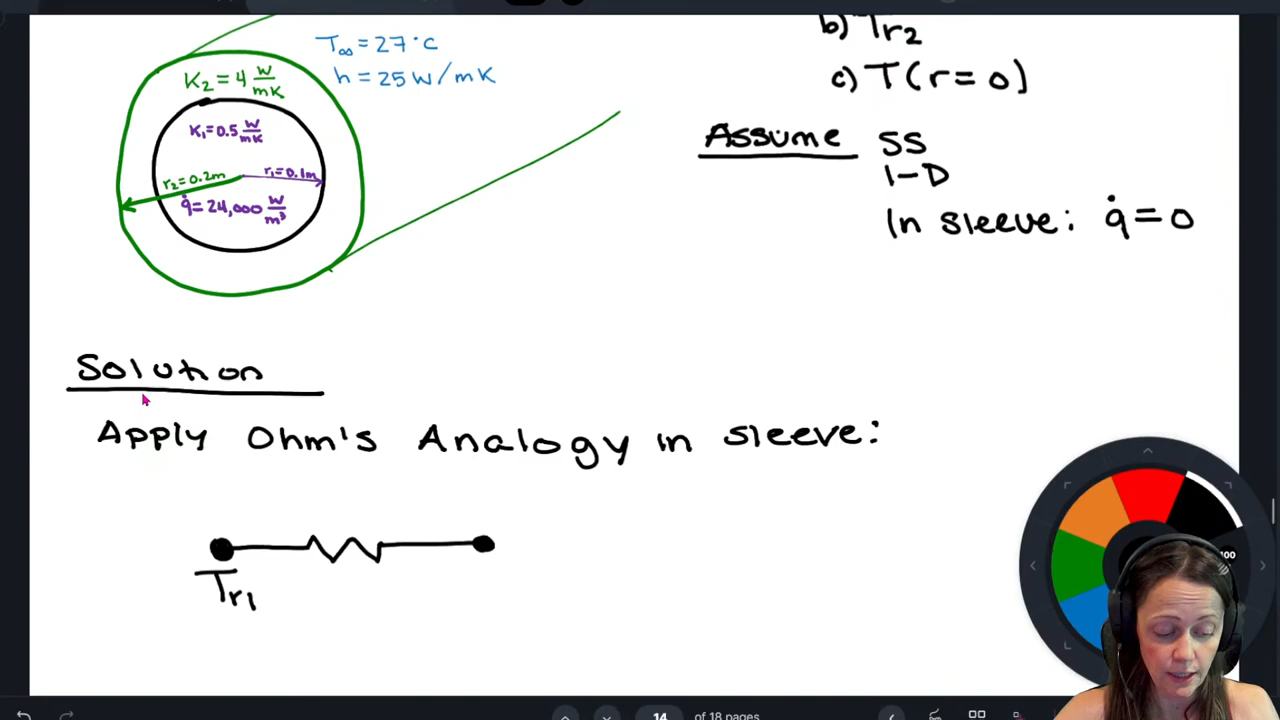 b) Tr2
T∞ = 27°C
h = 25 W/mK
c) T(r=0)
K2 = 4 W/mK
K1 = 0.5 W/mK
r1 = 0.1m
r2 = 0.2m
q̇ = 24,000 W/m³
Assume SS
1-D
In sleeve: q̇ = 0
Solution
Apply Ohm's Analogy in sleeve:
Tr1
100
14 of 18 pages